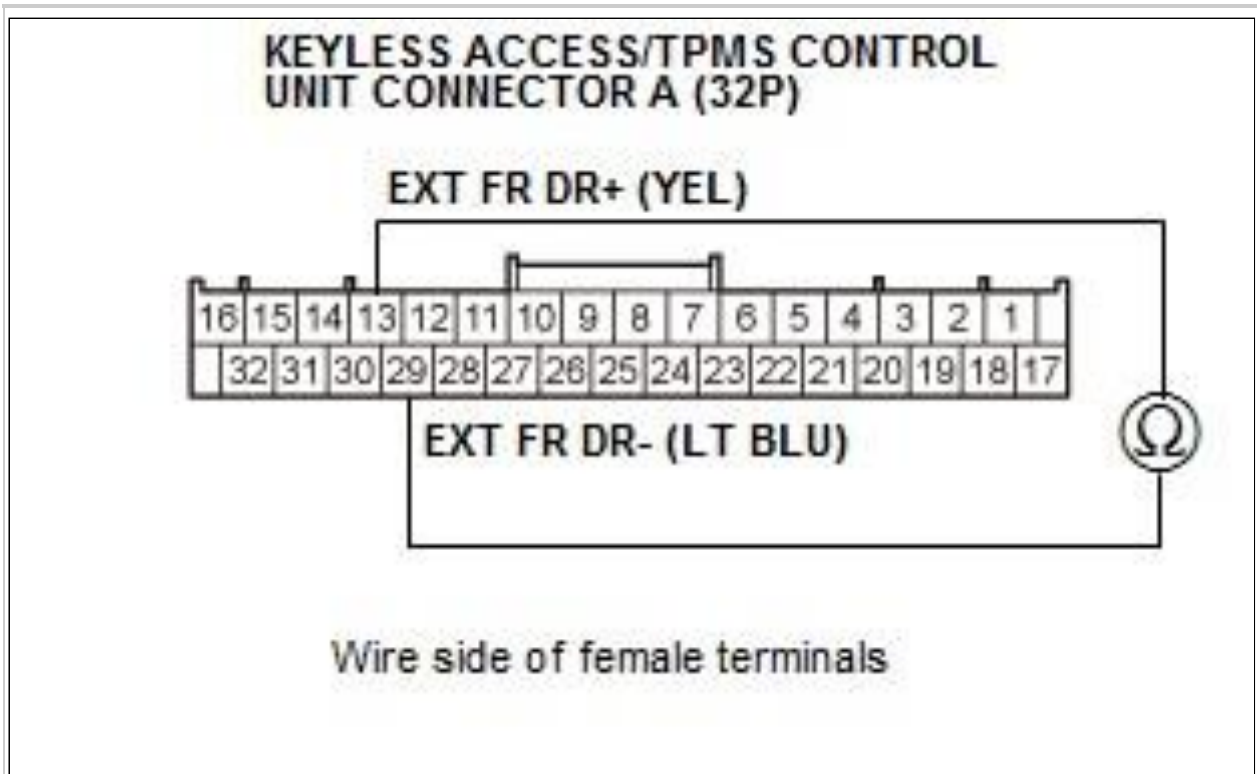 KEYLESS ACCESS/TPMS CONTROL
UNIT CONNECTOR A (32P)
EXT FR DR+ (YEL)
16 15 14 13 12 11 10 9 8 7 6 5 4 3 2 1
32 31 30 29 28 27 26 25 24 23 22 21 20 19 18 17
Ω
EXT FR DR- (LT BLU)
Wire side of female terminals